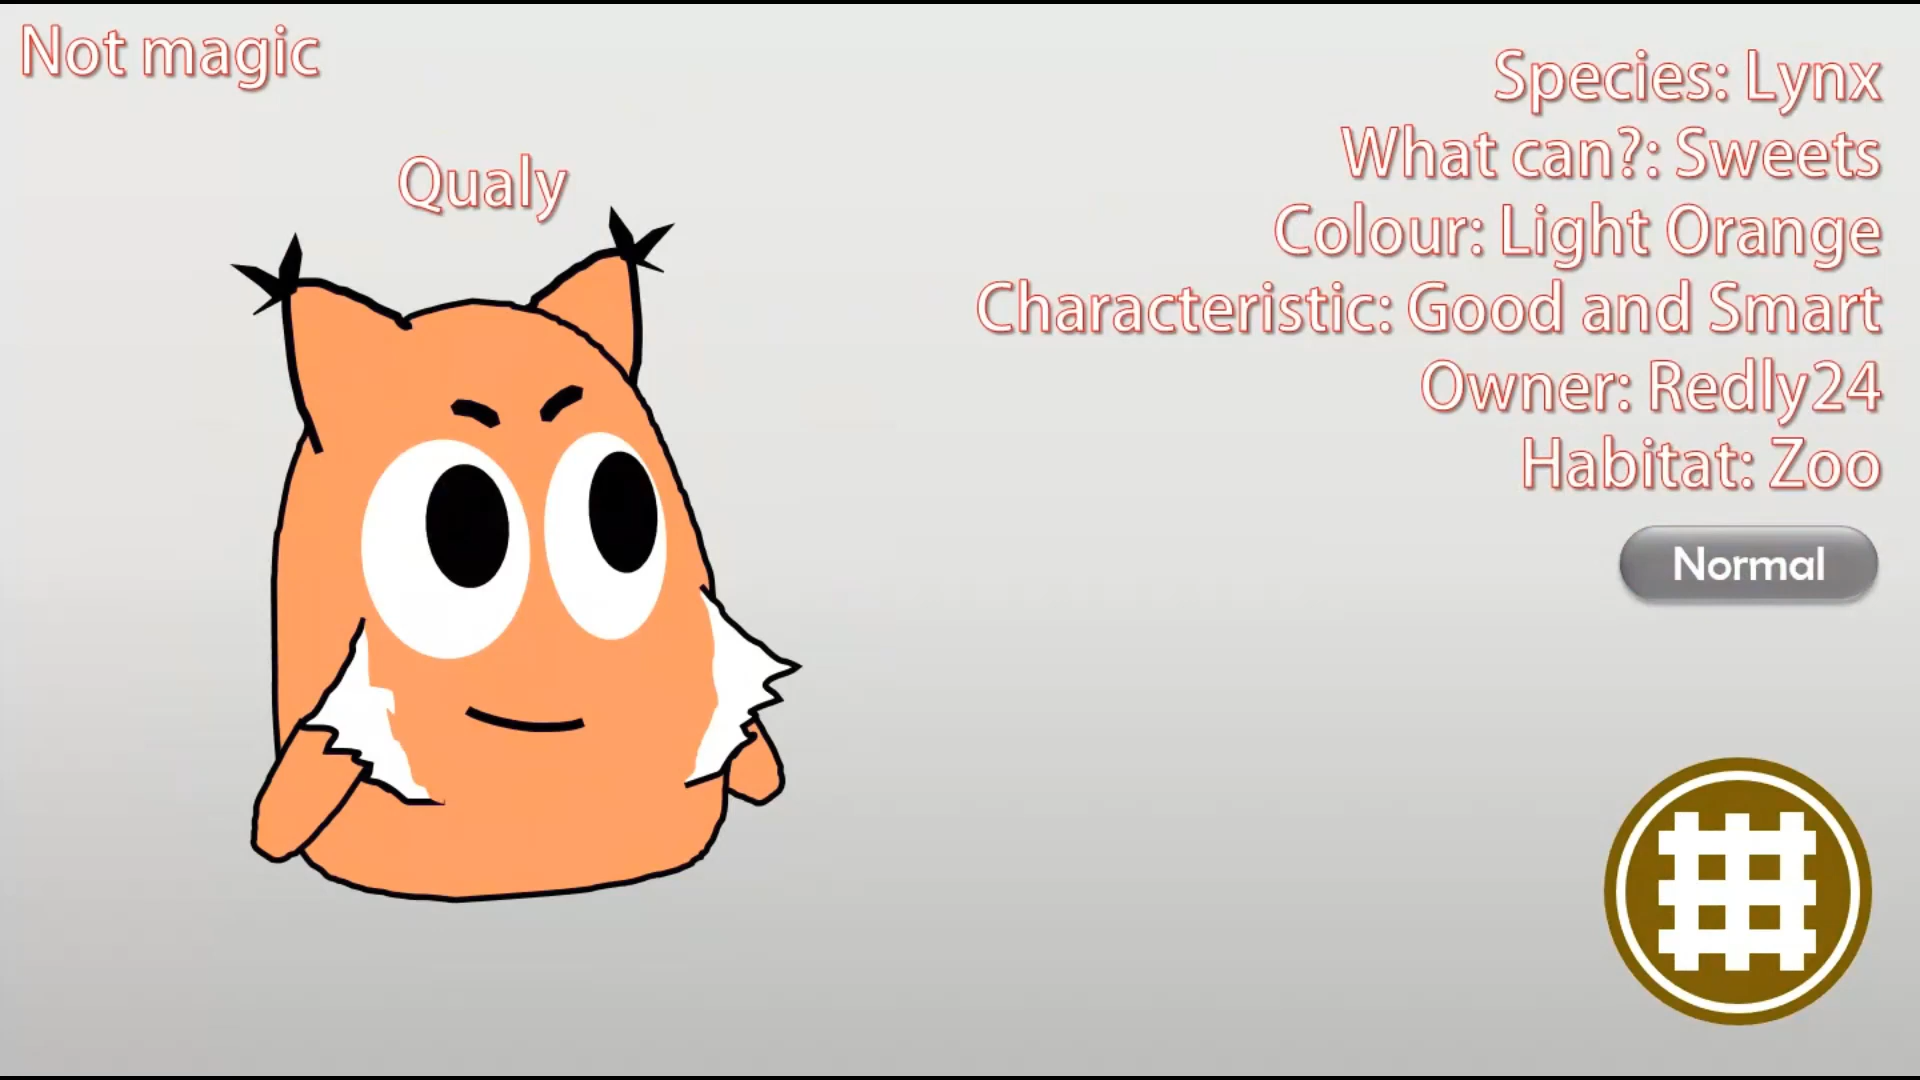 Not magic
Qualy
Species: Lynx
What can?: Sweets
Colour: Light Orange
Characteristic: Good and Smart
Owner: Redly24
Habitat: Zoo
Normal